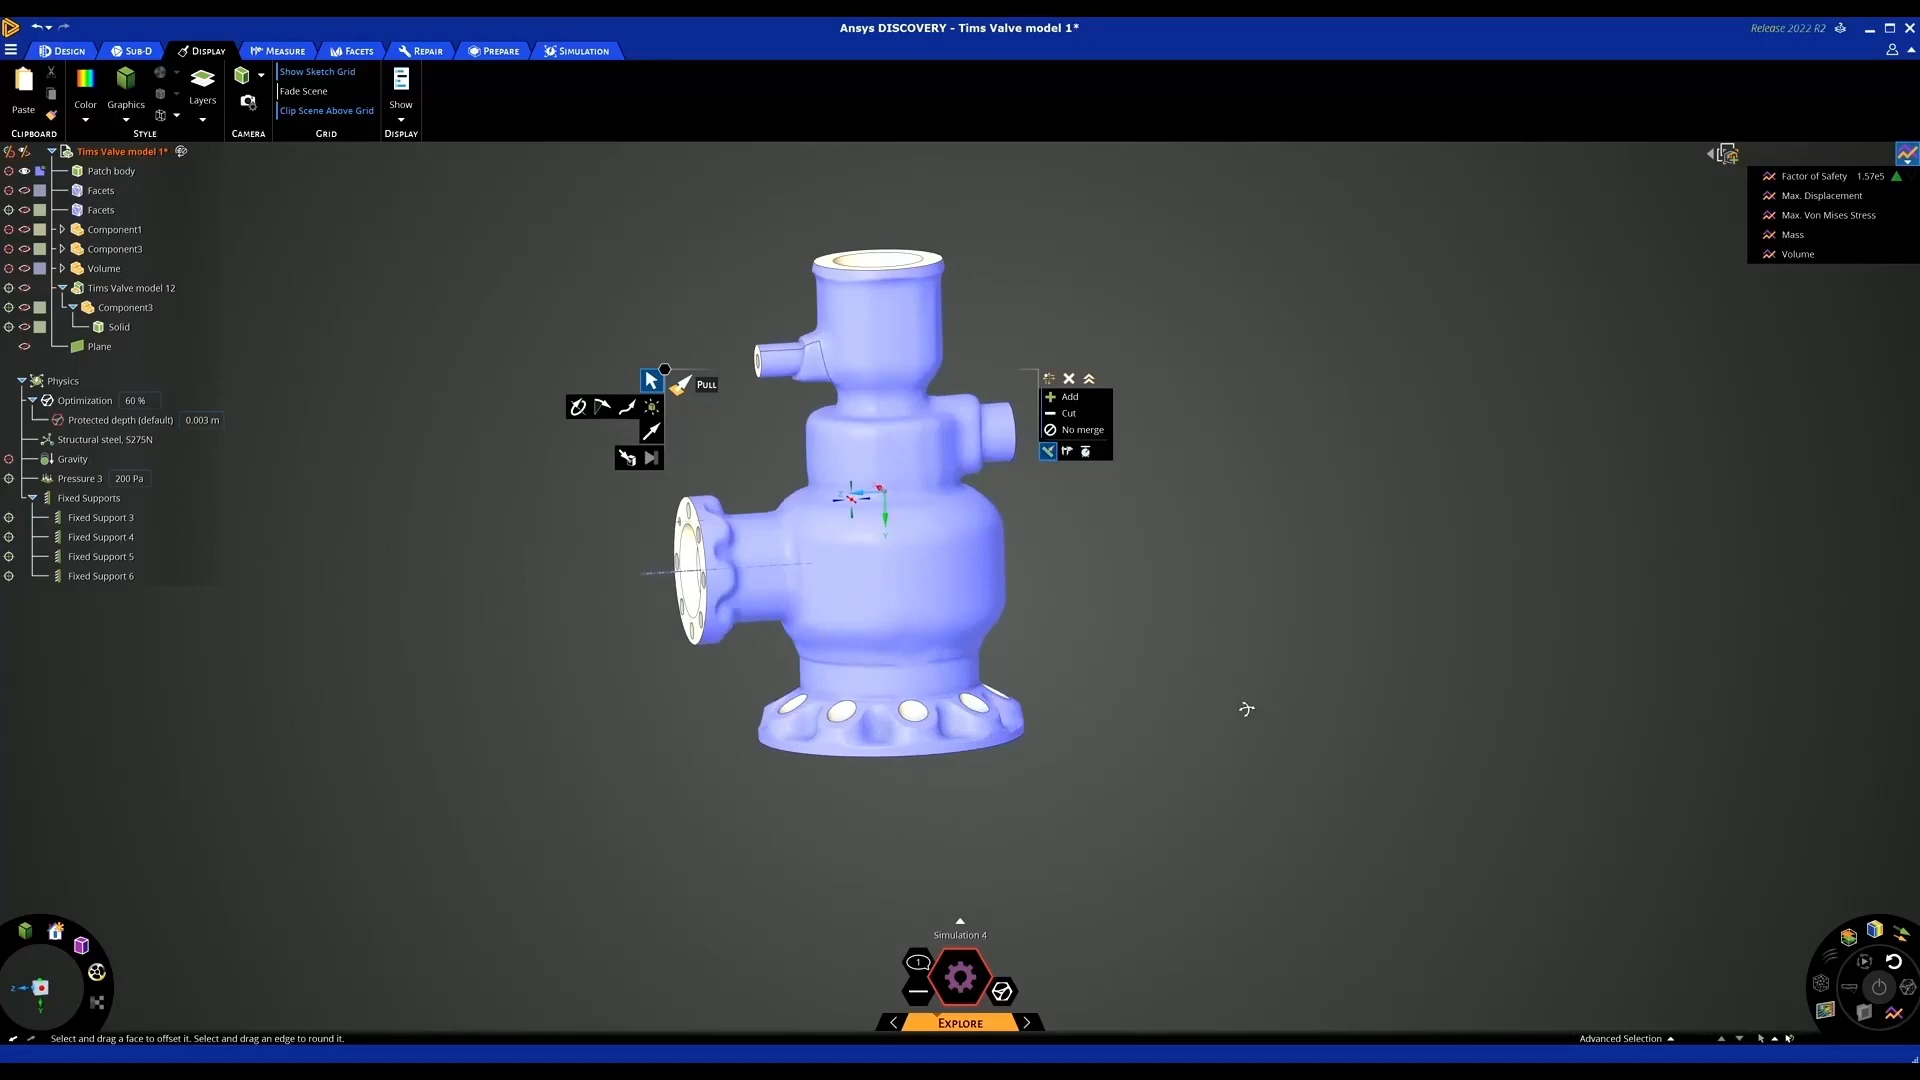 Ansys DISCOVERY - Tims Valve model 1*
Release 2022 R2
DESIGN
SUB-D
DISPLAY
MEASURE
FACETS
REPAIR
PREPARE
SIMULATION
Paste
Color
Graphics
Layers
Show Sketch Grid
Fade Scene
Clip Scene Above Grid
Show
CLIPBOARD
STYLE
CAMERA
GRID
DISPLAY
Tims Valve model 1*
Patch body
Facets
Facets
Component1
Component3
Volume
Tims Valve model 12
Component3
Solid
Plane
Physics
Optimization 60 %
Protected depth (default) 0.003 m
Structural steel, S275N
Gravity
Pressure 3 200 Pa
Fixed Supports
Fixed Support 3
Fixed Support 4
Fixed Support 5
Fixed Support 6
Factor of Safety 1.57e5
Max. Displacement
Max. Von Mises Stress
Mass
Volume
PULL
Add
Cut
No merge
Z
Y
Simulation 4
1
EXPLORE
Z
Y
Select and drag a face to offset it. Select and drag an edge to round it.
Advanced Selection